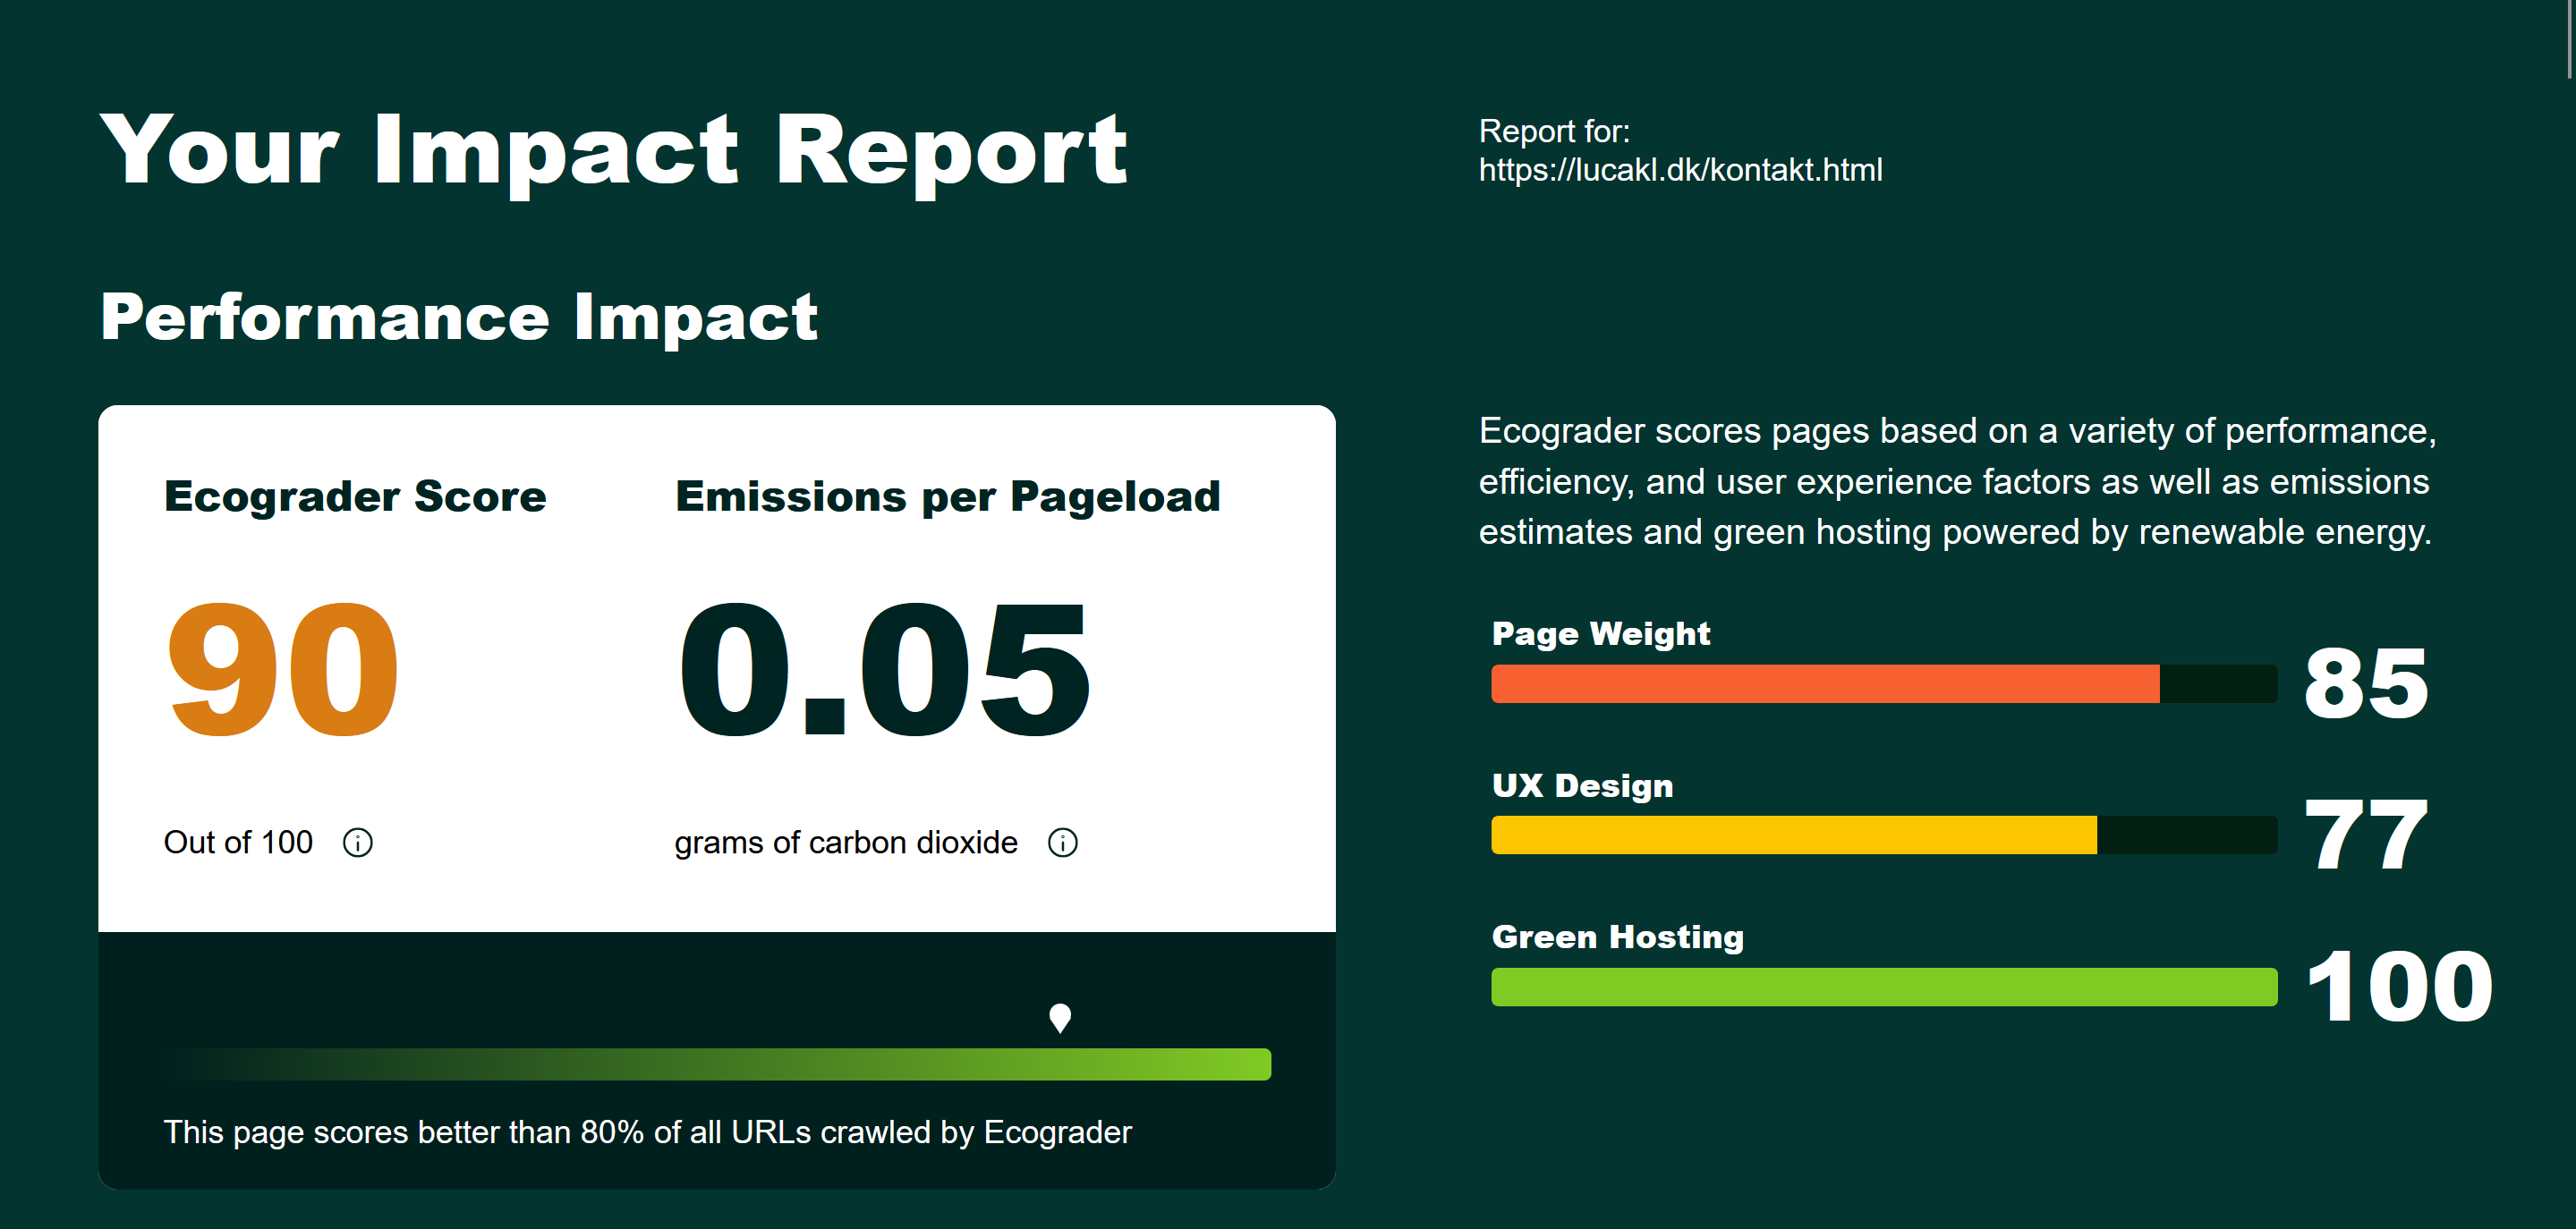 Your Impact Report
Report for:
https://lucakl.dk/kontakt.html
Performance Impact
Ecograder Score
90
Out of 100
Emissions per Pageload
0.05
grams of carbon dioxide
This page scores better than 80% of all URLs crawled by Ecograder
Ecograder scores pages based on a variety of performance,
efficiency, and user experience factors as well as emissions
estimates and green hosting powered by renewable energy.
Page Weight
85
UX Design
77
Green Hosting
100